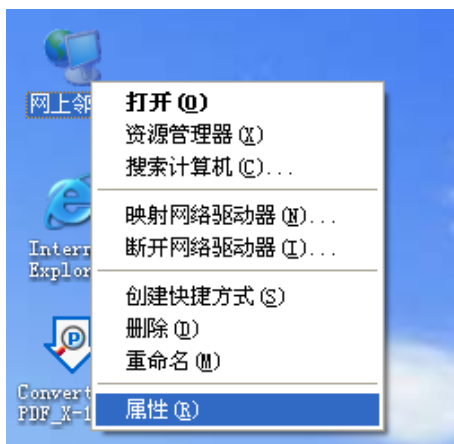 网上邻
打开(O)
资源管理器(X)
搜索计算机(C)...
映射网络驱动器(N)...
断开网络驱动器(I)...
Intern
Explor
创建快捷方式(S)
删除(D)
重命名(M)
Convert
PDF_X-1
属性(R)